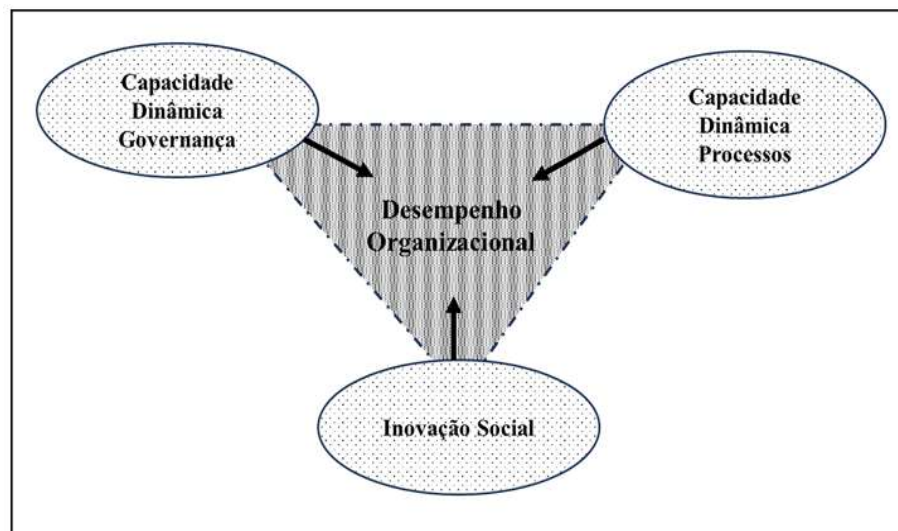 Capacidade
Dinâmica
Governança
Capacidade
Dinâmica
Processos
Desempenho
Organizacional
Inovação Social